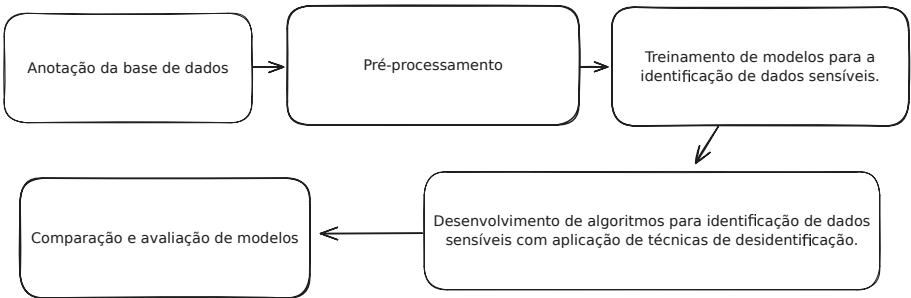 Anotação da base de dados
Pré-processamento
Treinamento de modelos para a
identificação de dados sensíveis.
Desenvolvimento de algoritmos para identificação de dados
sensíveis com aplicação de técnicas de desidentificação.
Comparação e avaliação de modelos